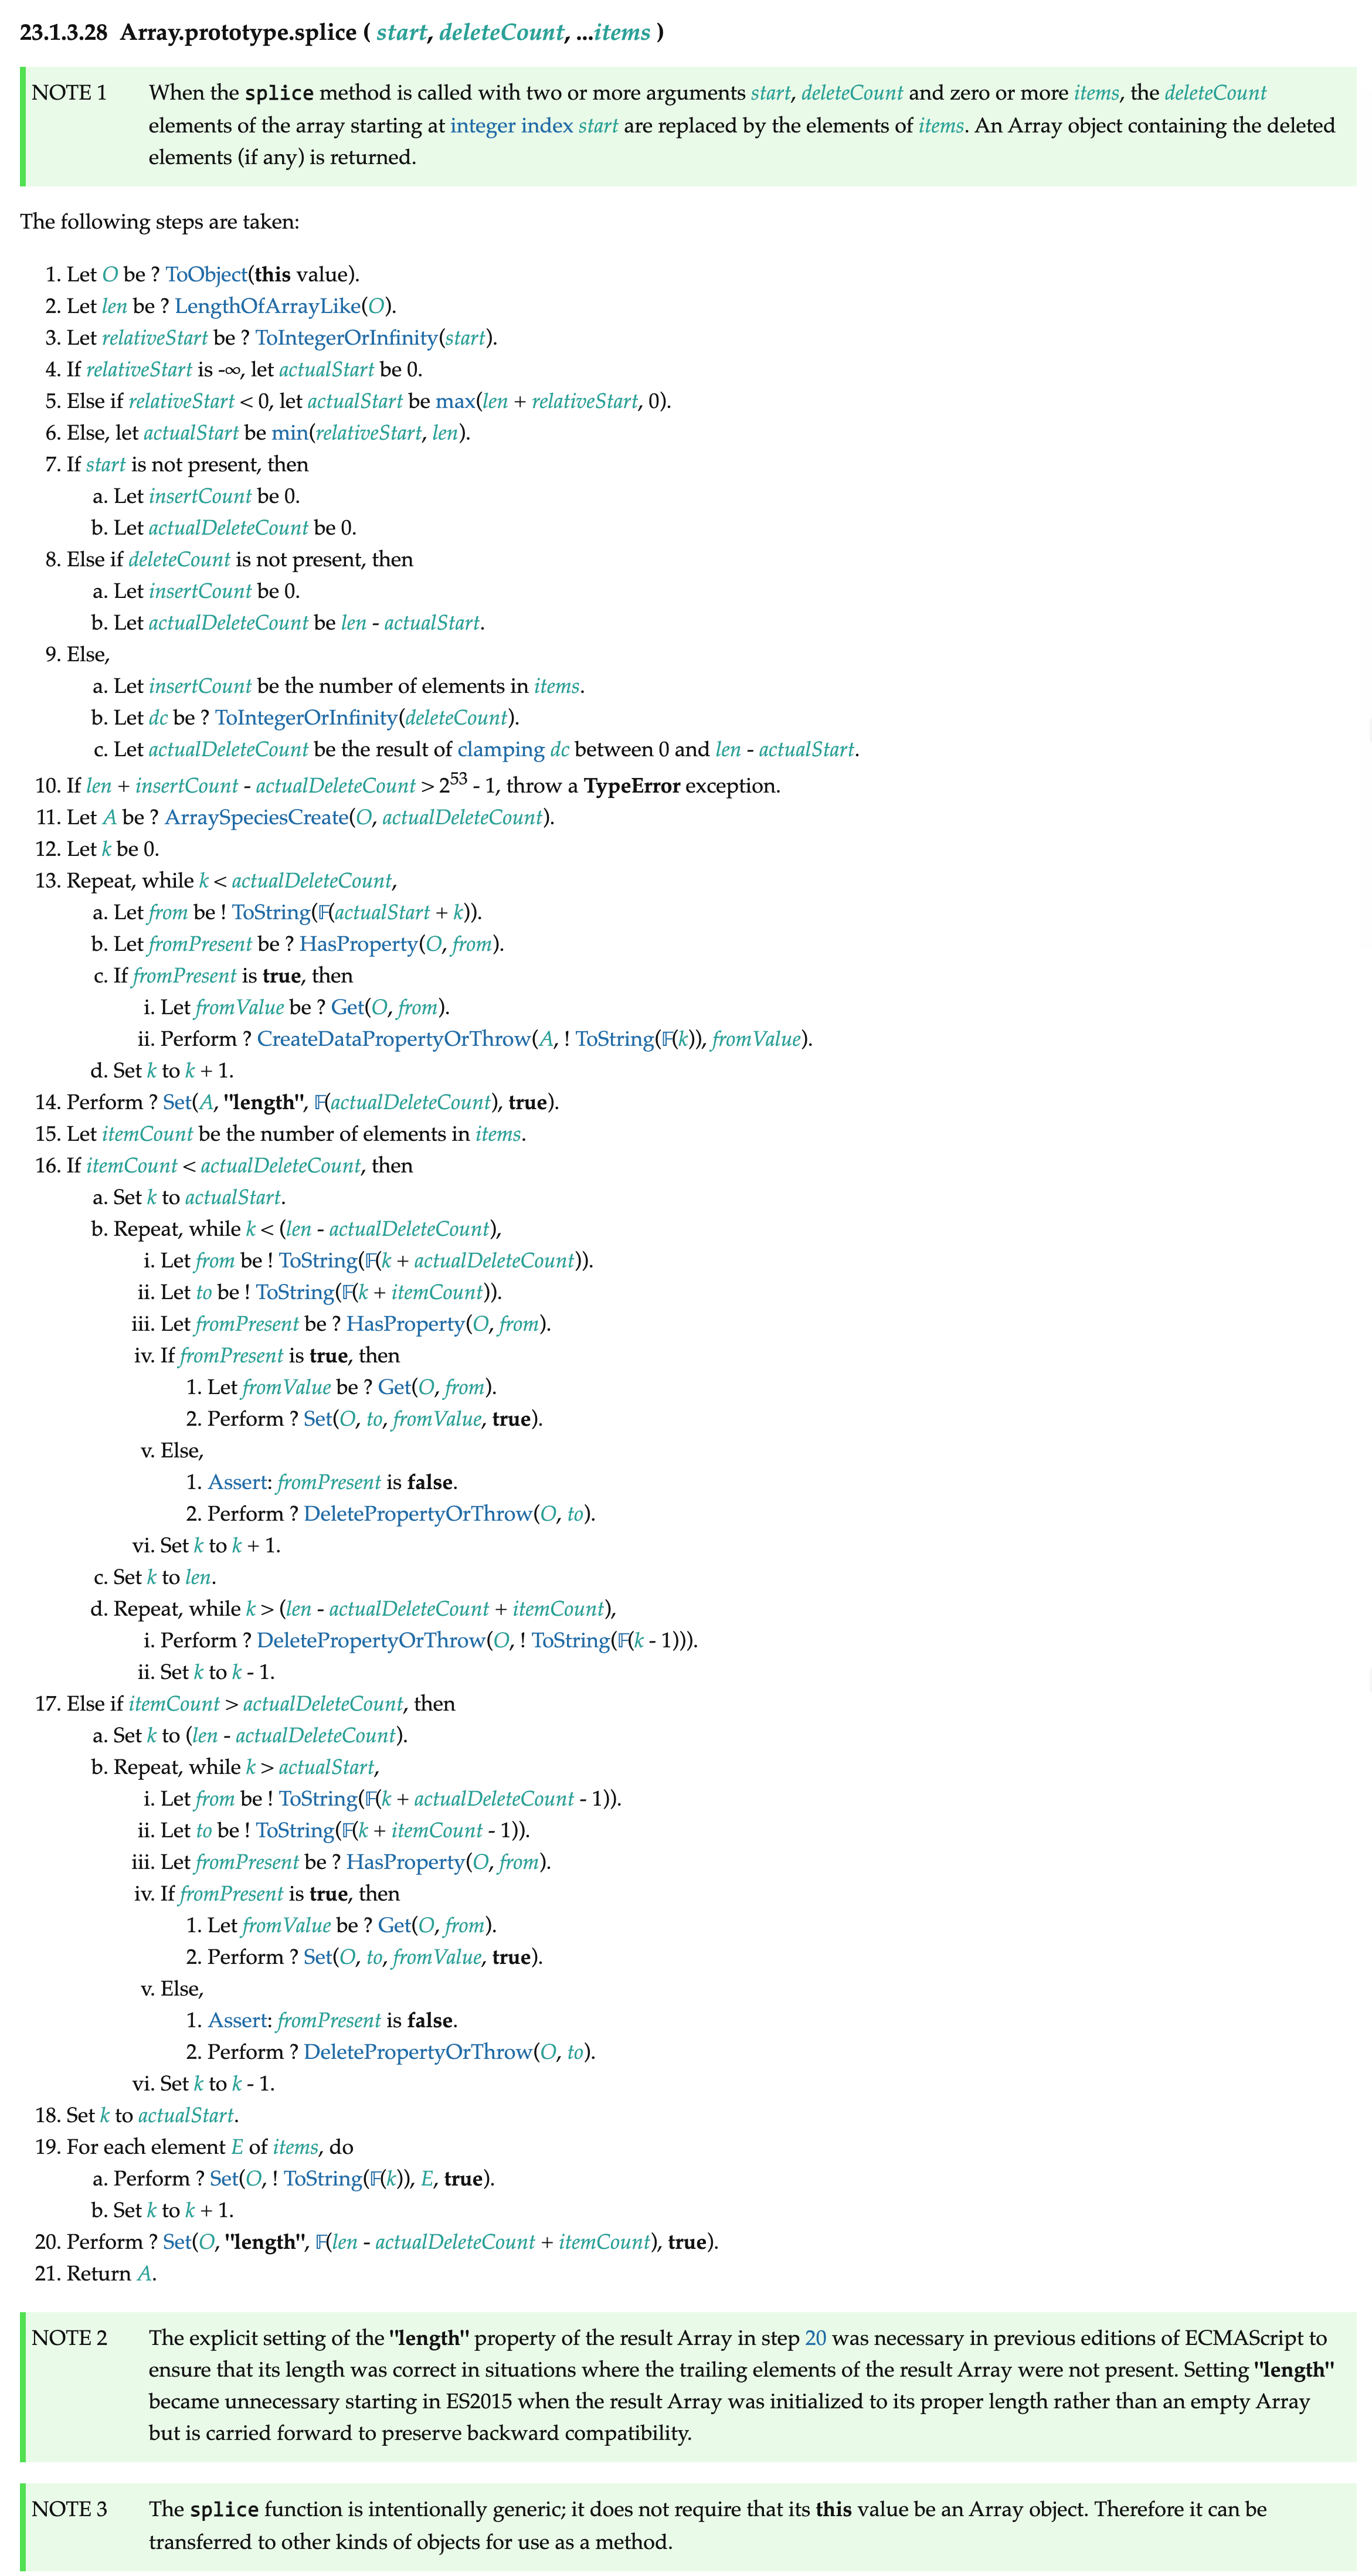 23.1.3.28 Array.prototype.splice ( start, deleteCount, ...items )
NOTE 1 When the splice method is called with two or more arguments start, deleteCount and zero or more items, the deleteCount
elements of the array starting at integer index start are replaced by the elements of items. An Array object containing the deleted
elements (if any) is returned.
The following steps are taken:
1. Let O be ? ToObject(this value).
2. Let len be ? LengthOfArrayLike(O).
3. Let relativeStart be ? ToIntegerOrInfinity(start).
4. If relativeStart is -∞, let actualStart be 0.
5. Else if relativeStart < 0, let actualStart be max(len + relativeStart, 0).
6. Else, let actualStart be min(relativeStart, len).
7. If start is not present, then
a. Let insertCount be 0.
b. Let actualDeleteCount be 0.
8. Else if deleteCount is not present, then
a. Let insertCount be 0.
b. Let actualDeleteCount be len - actualStart.
9. Else,
a. Let insertCount be the number of elements in items.
b. Let dc be ? ToIntegerOrInfinity(deleteCount).
c. Let actualDeleteCount be the result of clamping dc between 0 and len - actualStart.
10. If len + insertCount - actualDeleteCount > 2⁵³ - 1, throw a TypeError exception.
11. Let A be ? ArraySpeciesCreate(O, actualDeleteCount).
12. Let k be 0.
13. Repeat, while k < actualDeleteCount,
a. Let from be ! ToString(𝔽(actualStart + k)).
b. Let fromPresent be ? HasProperty(O, from).
c. If fromPresent is true, then
i. Let fromValue be ? Get(O, from).
ii. Perform ? CreateDataPropertyOrThrow(A, ! ToString(𝔽(k)), fromValue).
d. Set k to k + 1.
14. Perform ? Set(A, "length", 𝔽(actualDeleteCount), true).
15. Let itemCount be the number of elements in items.
16. If itemCount < actualDeleteCount, then
a. Set k to actualStart.
b. Repeat, while k < (len - actualDeleteCount),
i. Let from be ! ToString(𝔽(k + actualDeleteCount)).
ii. Let to be ! ToString(𝔽(k + itemCount)).
iii. Let fromPresent be ? HasProperty(O, from).
iv. If fromPresent is true, then
1. Let fromValue be ? Get(O, from).
2. Perform ? Set(O, to, fromValue, true).
v. Else,
1. Assert: fromPresent is false.
2. Perform ? DeletePropertyOrThrow(O, to).
vi. Set k to k + 1.
c. Set k to len.
d. Repeat, while k > (len - actualDeleteCount + itemCount),
i. Perform ? DeletePropertyOrThrow(O, ! ToString(𝔽(k - 1))).
ii. Set k to k - 1.
17. Else if itemCount > actualDeleteCount, then
a. Set k to (len - actualDeleteCount).
b. Repeat, while k > actualStart,
i. Let from be ! ToString(𝔽(k + actualDeleteCount - 1)).
ii. Let to be ! ToString(𝔽(k + itemCount - 1)).
iii. Let fromPresent be ? HasProperty(O, from).
iv. If fromPresent is true, then
1. Let fromValue be ? Get(O, from).
2. Perform ? Set(O, to, fromValue, true).
v. Else,
1. Assert: fromPresent is false.
2. Perform ? DeletePropertyOrThrow(O, to).
vi. Set k to k - 1.
18. Set k to actualStart.
19. For each element E of items, do
a. Perform ? Set(O, ! ToString(𝔽(k)), E, true).
b. Set k to k + 1.
20. Perform ? Set(O, "length", 𝔽(len - actualDeleteCount + itemCount), true).
21. Return A.
NOTE 2 The explicit setting of the "length" property of the result Array in step 20 was necessary in previous editions of ECMAScript to
ensure that its length was correct in situations where the trailing elements of the result Array were not present. Setting "length"
became unnecessary starting in ES2015 when the result Array was initialized to its proper length rather than an empty Array
but is carried forward to preserve backward compatibility.
NOTE 3 The splice function is intentionally generic; it does not require that its this value be an Array object. Therefore it can be
transferred to other kinds of objects for use as a method.